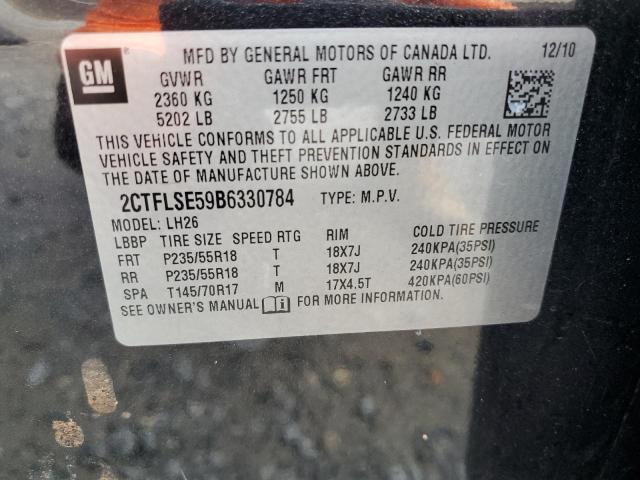 GM
MFD BY GENERAL MOTORS OF CANADA LTD. 12/10
GVWR GAWR FRT GAWR RR
2360 KG 1250 KG 1240 KG
5202 LB 2755 LB 2733 LB
THIS VEHICLE CONFORMS TO ALL APPLICABLE U.S. FEDERAL MOTOR
VEHICLE SAFETY AND THEFT PREVENTION STANDARDS IN EFFECT ON
THE DATE OF MANUFACTURE SHOWN ABOVE.
2CTFLSE59B6330784 TYPE: M.P.V.
MODEL: LH26
LBBP TIRE SIZE SPEED RTG RIM COLD TIRE PRESSURE
FRT P235/55R18 T 18X7J 240KPA(35PSI)
RR P235/55R18 T 18X7J 240KPA(35PSI)
SPA T145/70R17 M 17X4.5T 420KPA(60PSI)
SEE OWNER'S MANUAL FOR MORE INFORMATION.